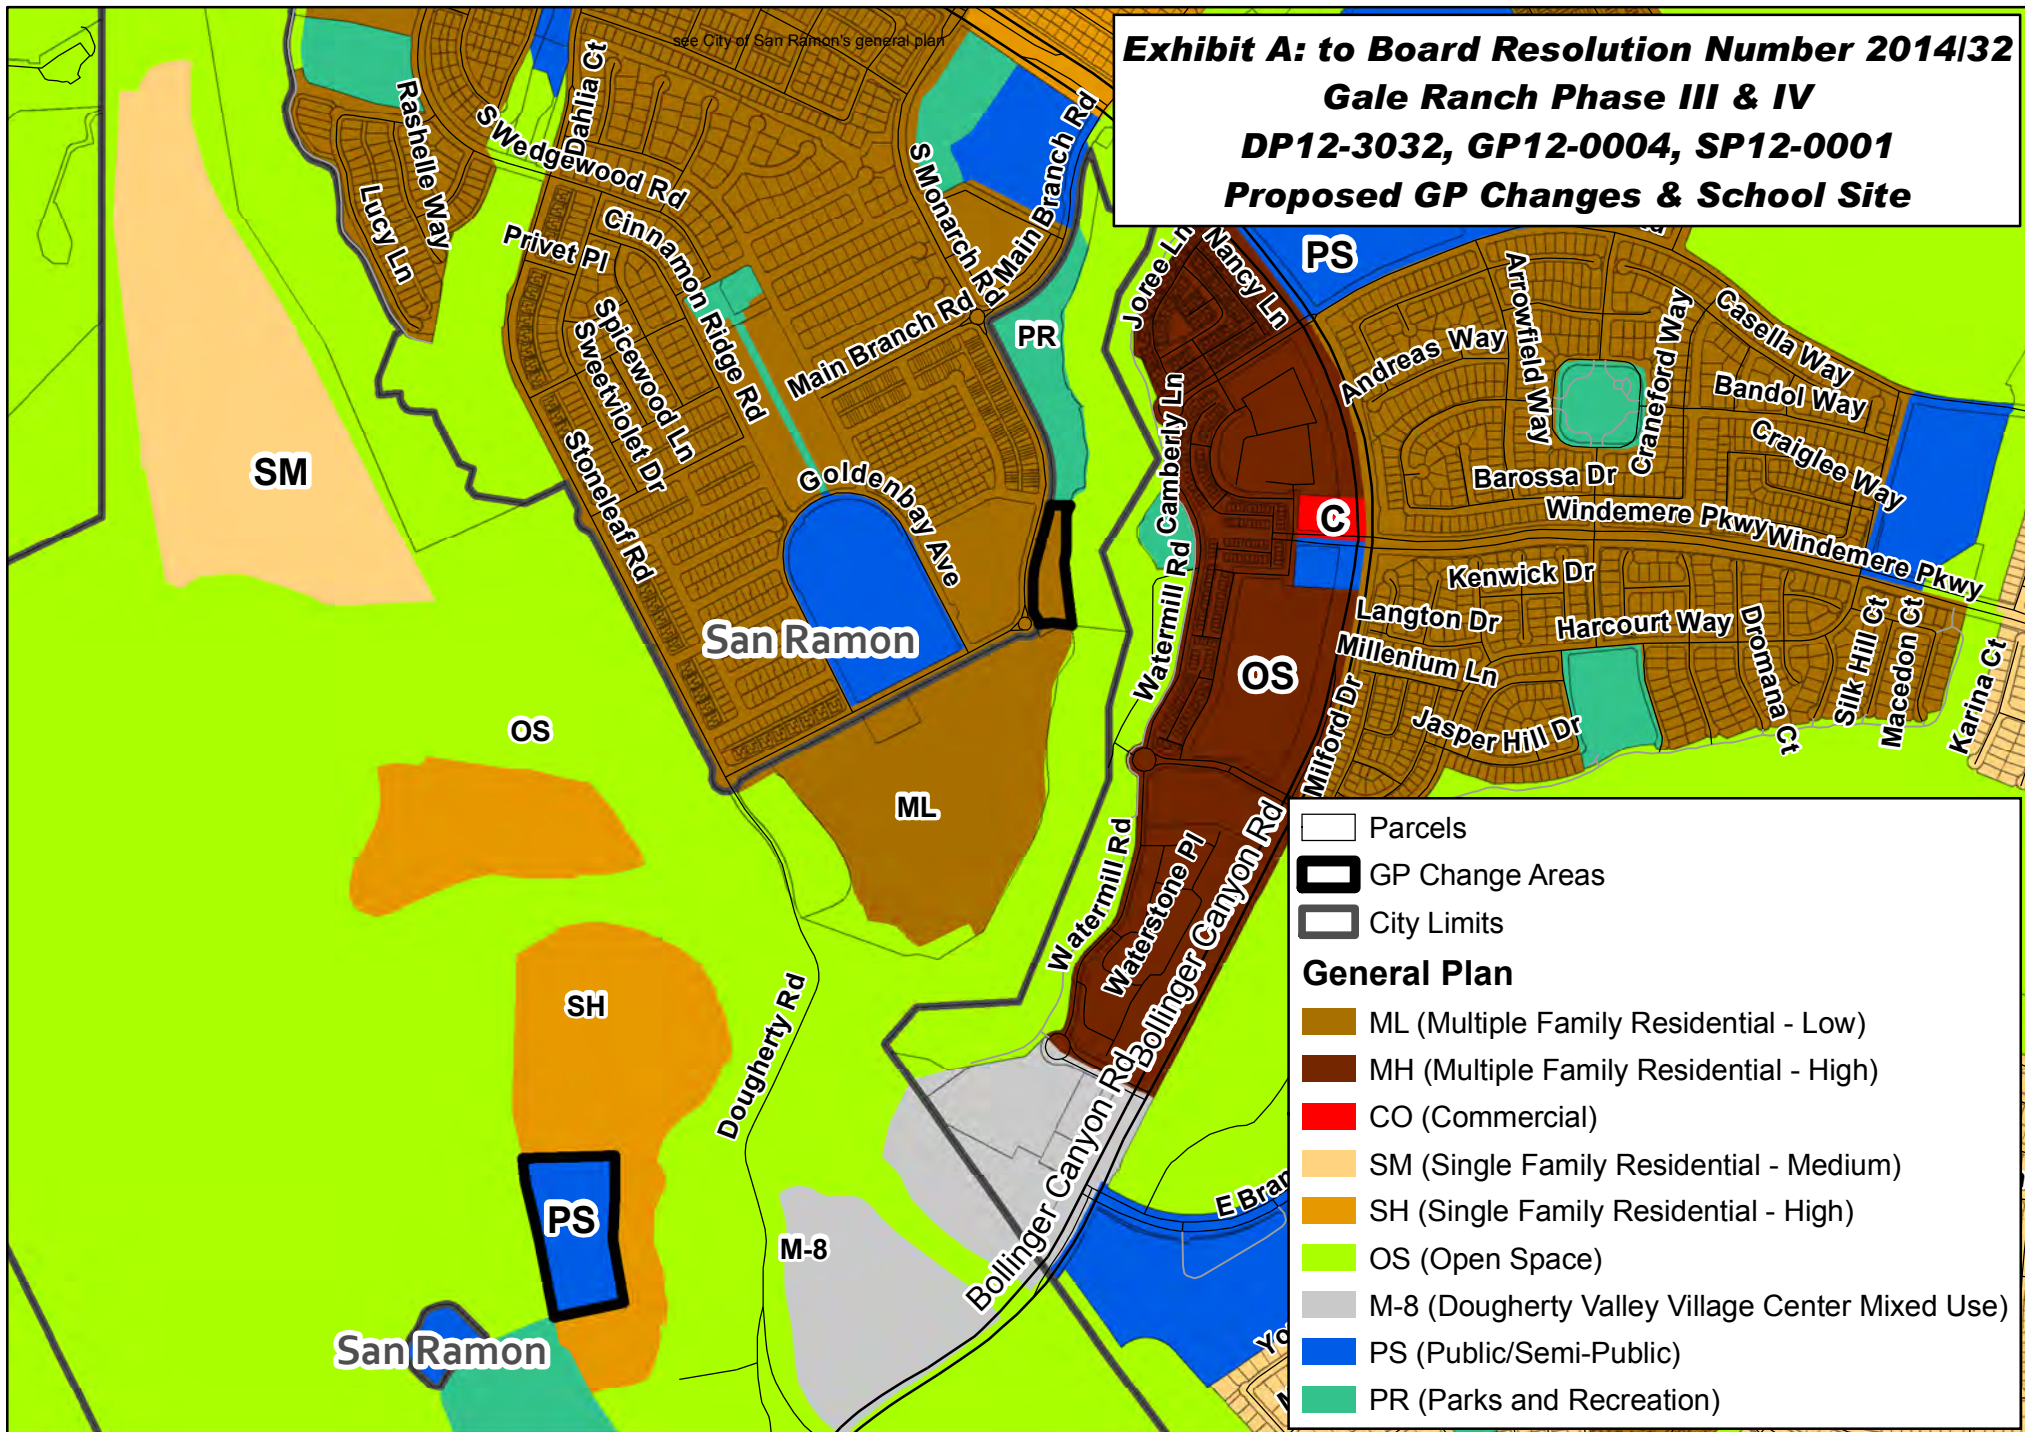 see City of San Ramon's general plan
Exhibit A: to Board Resolution Number 2014/32
Gale Ranch Phase III & IV
DP12-3032, GP12-0004, SP12-0001
Proposed GP Changes & School Site
Dahlia Ct
Rashelle Way
S Wedgewood Rd
Lucy Ln
Privet Pl
Cinnamon Ridge Rd
S Monarch Rd
Main Branch Rd
Main Branch Rd
Spicewood Ln
Sweetviolet Dr
Stoneleaf Rd
Goldenbay Ave
PR
Joree Ln
Nancy Ln
PS
Camberly Ln
Watermill Rd
Andreas Way
Arrowfield Way
Craneford Way
Casella Way
Bandol Way
Craiglee Way
Barossa Dr
Windemere Pkwy
Windemere Pkwy
C
Kenwick Dr
Langton Dr
Harcourt Way
Millenium Ln
Dromana Ct
Silk Hill Ct
Macedon Ct
Karina Ct
Jasper Hill Dr
Milford Dr
SM
San Ramon
OS
OS
ML
SH
Dougherty Rd
Watermill Rd
Waterstone Pl
Bollinger Canyon Rd
Bollinger Canyon Rd
E Bran
PS
M-8
San Ramon
Yo
M
Parcels
GP Change Areas
City Limits
General Plan
ML (Multiple Family Residential - Low)
MH (Multiple Family Residential - High)
CO (Commercial)
SM (Single Family Residential - Medium)
SH (Single Family Residential - High)
OS (Open Space)
M-8 (Dougherty Valley Village Center Mixed Use)
PS (Public/Semi-Public)
PR (Parks and Recreation)